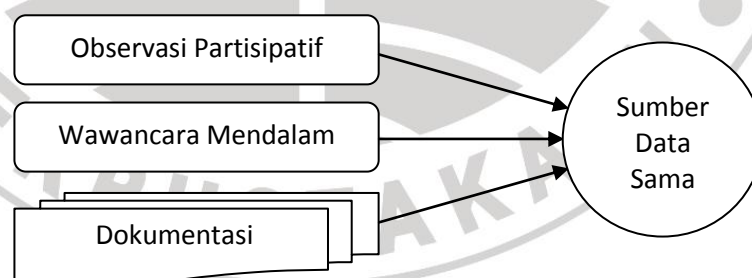 Observasi Partisipatif
Wawancara Mendalam
Dokumentasi
Sumber
Data
Sama